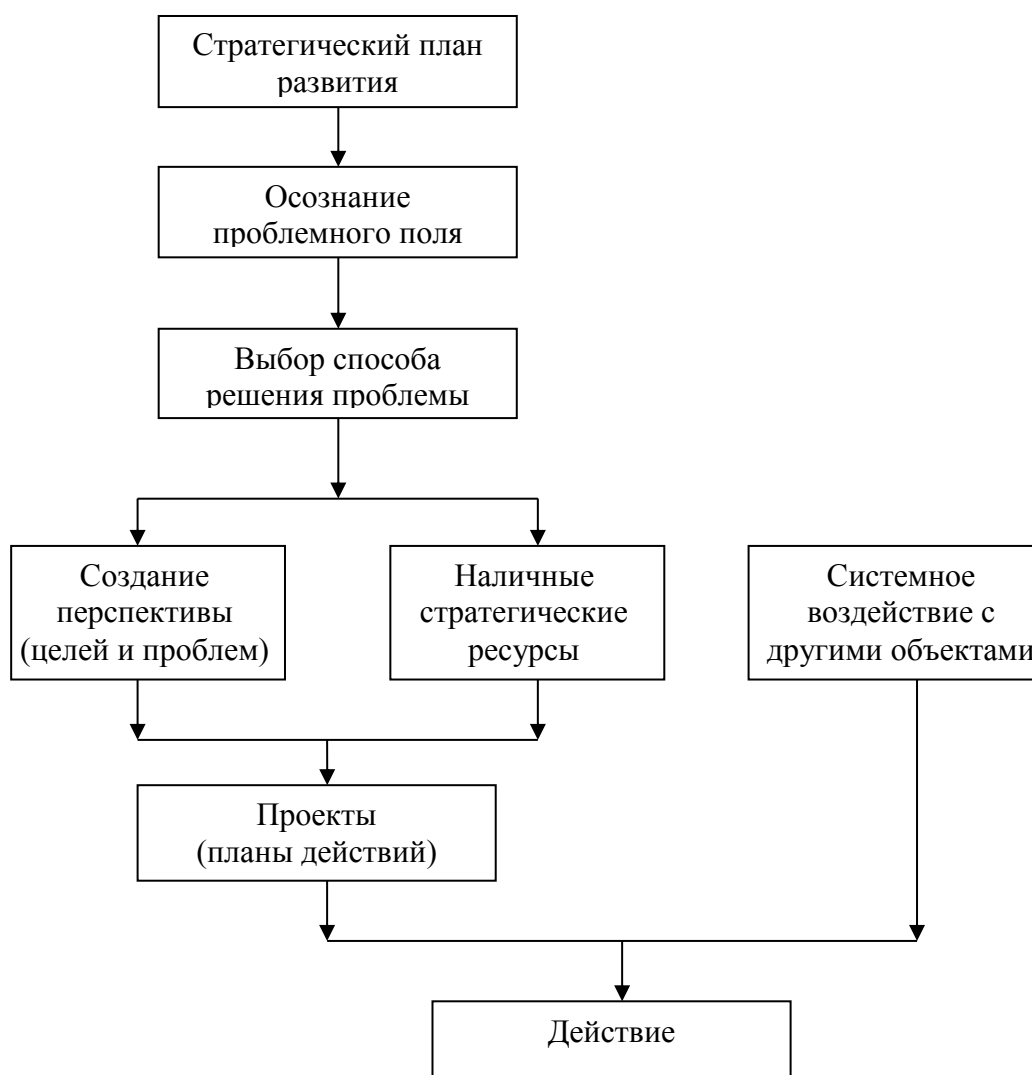 Стратегический план
развития
Осознание
проблемного поля
Выбор способа
решения проблемы
Создание
перспективы
(целей и проблем)
Наличные
стратегические
ресурсы
Системное
воздействие с
другими объектами
Проекты
(планы действий)
Действие